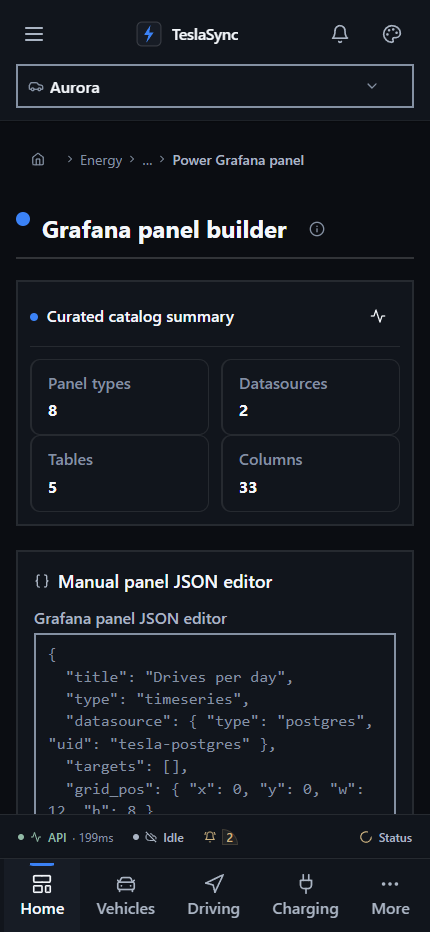 TeslaSync
Aurora
Energy
...
Power Grafana panel
Grafana panel builder
Curated catalog summary
Panel types
8
Datasources
2
Tables
5
Columns
33
{} Manual panel JSON editor
Grafana panel JSON editor
{
"title": "Drives per day",
"type": "timeseries",
"datasource": { "type": "postgres",
"uid": "tesla-postgres" },
"targets": [],
"grid_pos": { "x": 0, "y": 0, "w":
12, "h": 8 }
API · 199ms
Idle
2
Status
Home
Vehicles
Driving
Charging
More